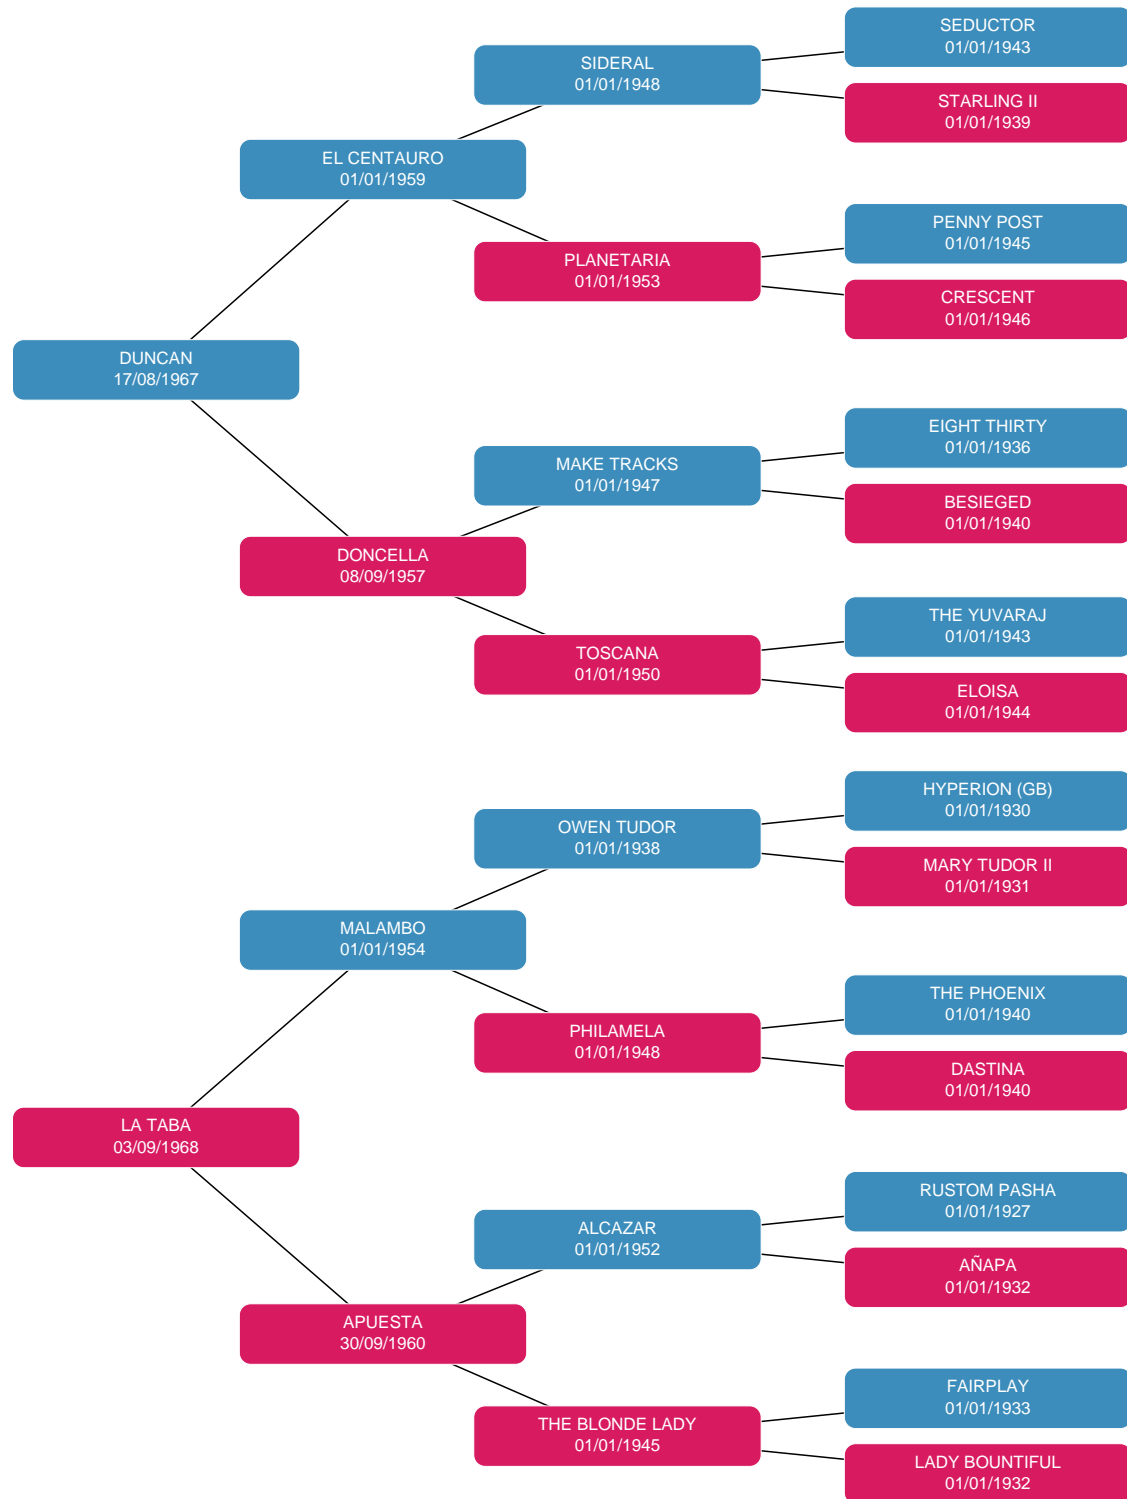 SEDUCTOR
01/01/1943
SIDERAL
01/01/1948
STARLING II
01/01/1939
EL CENTAURO
01/01/1959
PENNY POST
01/01/1945
PLANETARIA
01/01/1953
CRESCENT
01/01/1946
DUNCAN
17/08/1967
EIGHT THIRTY
01/01/1936
MAKE TRACKS
01/01/1947
BESIEGED
01/01/1940
DONCELLA
08/09/1957
THE YUVARAJ
01/01/1943
TOSCANA
01/01/1950
ELOISA
01/01/1944
HYPERION (GB)
01/01/1930
OWEN TUDOR
01/01/1938
MARY TUDOR II
01/01/1931
MALAMBO
01/01/1954
THE PHOENIX
01/01/1940
PHILAMELA
01/01/1948
DASTINA
01/01/1940
LA TABA
03/09/1968
RUSTOM PASHA
01/01/1927
ALCAZAR
01/01/1952
AÑAPA
01/01/1932
APUESTA
30/09/1960
FAIRPLAY
01/01/1933
THE BLONDE LADY
01/01/1945
LADY BOUNTIFUL
01/01/1932